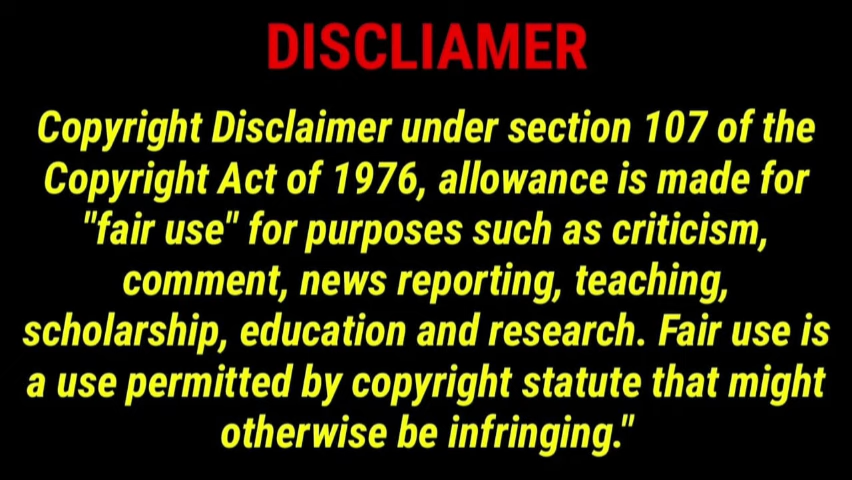 DISCLIAMER
Copyright Disclaimer under section 107 of the
Copyright Act of 1976, allowance is made for
"fair use" for purposes such as criticism,
comment, news reporting, teaching,
scholarship, education and research. Fair use is
a use permitted by copyright statute that might
otherwise be infringing."